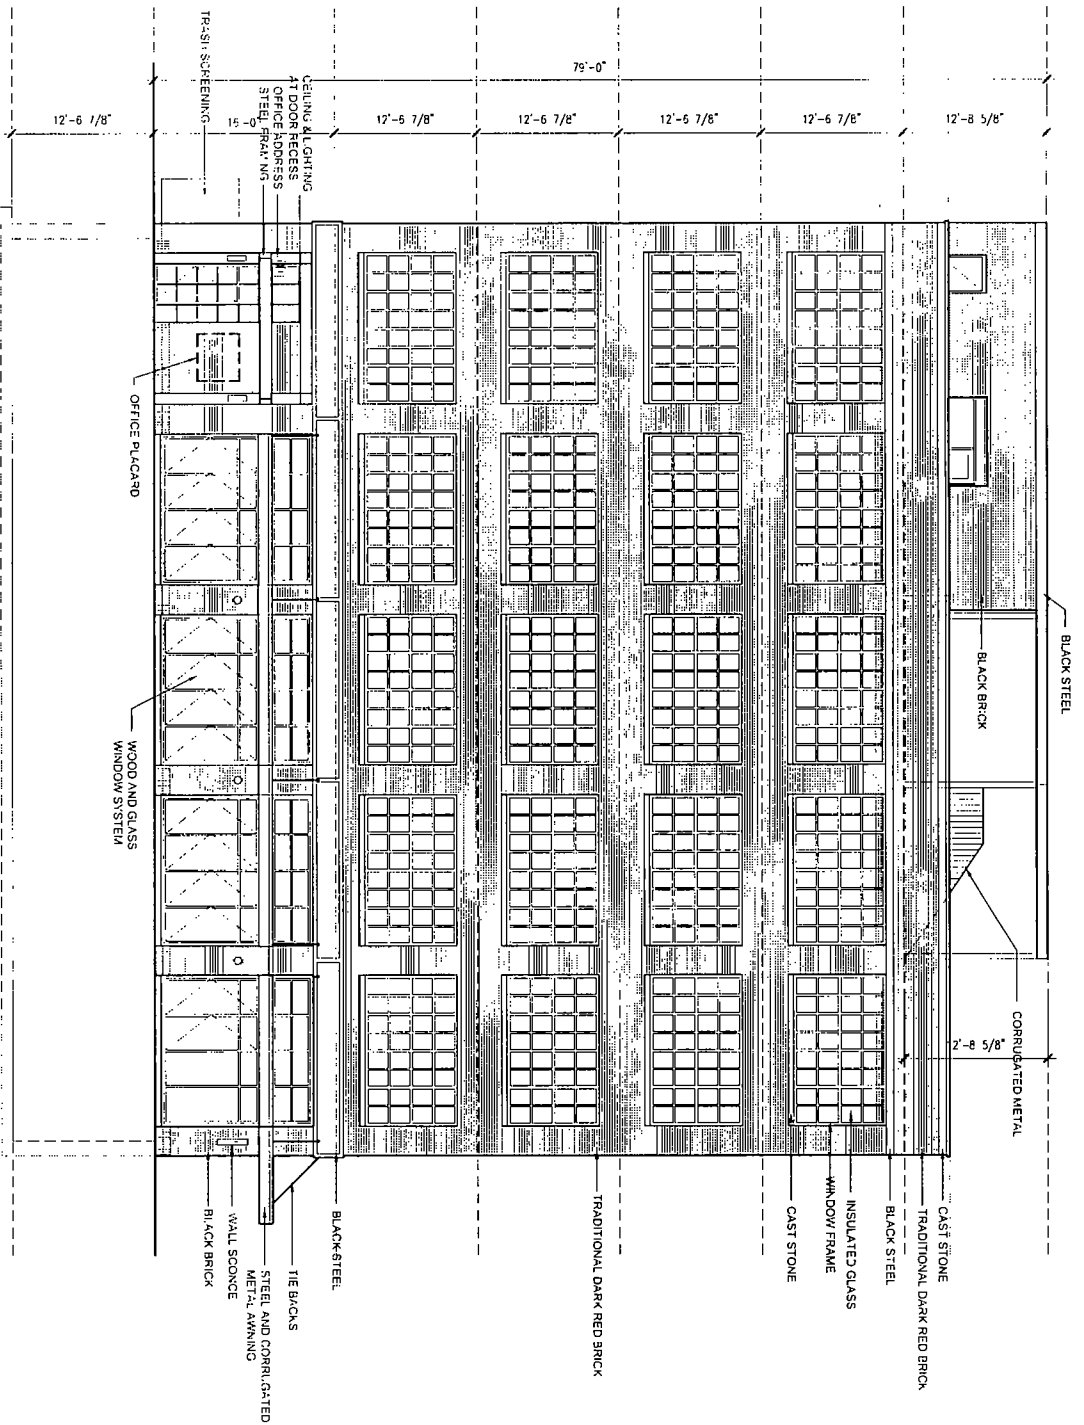 79'-0"
12'-6 7/8"
16'-0"
12'-6 7/8"
12'-6 7/8"
12'-6 7/8"
12'-6 7/8"
12'-8 5/8"
TRASH SCREENING
CEILING & LIGHTING
AT DOOR RECESS
OFFICE ADDRESS
STEEL FRAMING
OFFICE PLACARD
WOOD AND GLASS
WINDOW SYSTEM
BLACK STEEL
BLACK BRICK
CORRUGATED METAL
2'-8 5/8"
CAST STONE
TRADITIONAL DARK RED BRICK
BLACK STEEL
INSULATED GLASS
WINDOW FRAME
CAST STONE
TRADITIONAL DARK RED BRICK
BLACK STEEL
TIE BACKS
STEEL AND CORRUGATED
METAL AWNING
WALL SCONCE
BLACK BRICK